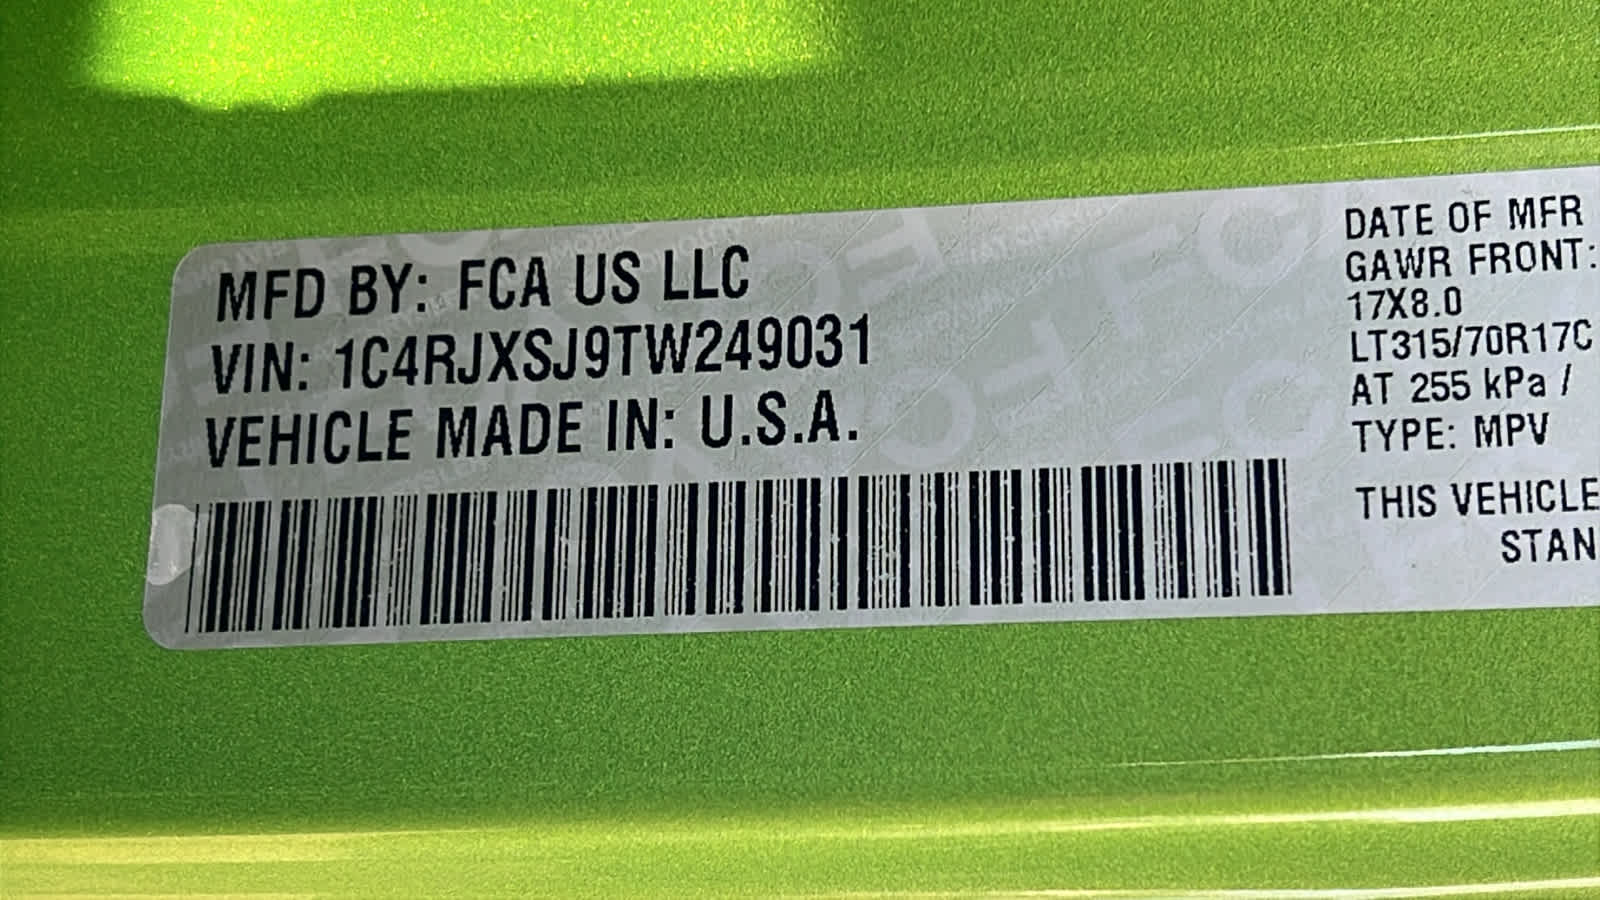 MFD BY: FCA US LLC
VIN: 1C4RJXSJ9TW249031
VEHICLE MADE IN: U.S.A.
DATE OF MFR
GAWR FRONT:
17X8.0
LT315/70R17C
AT 255 kPa /
TYPE: MPV
THIS VEHICLE
STAN